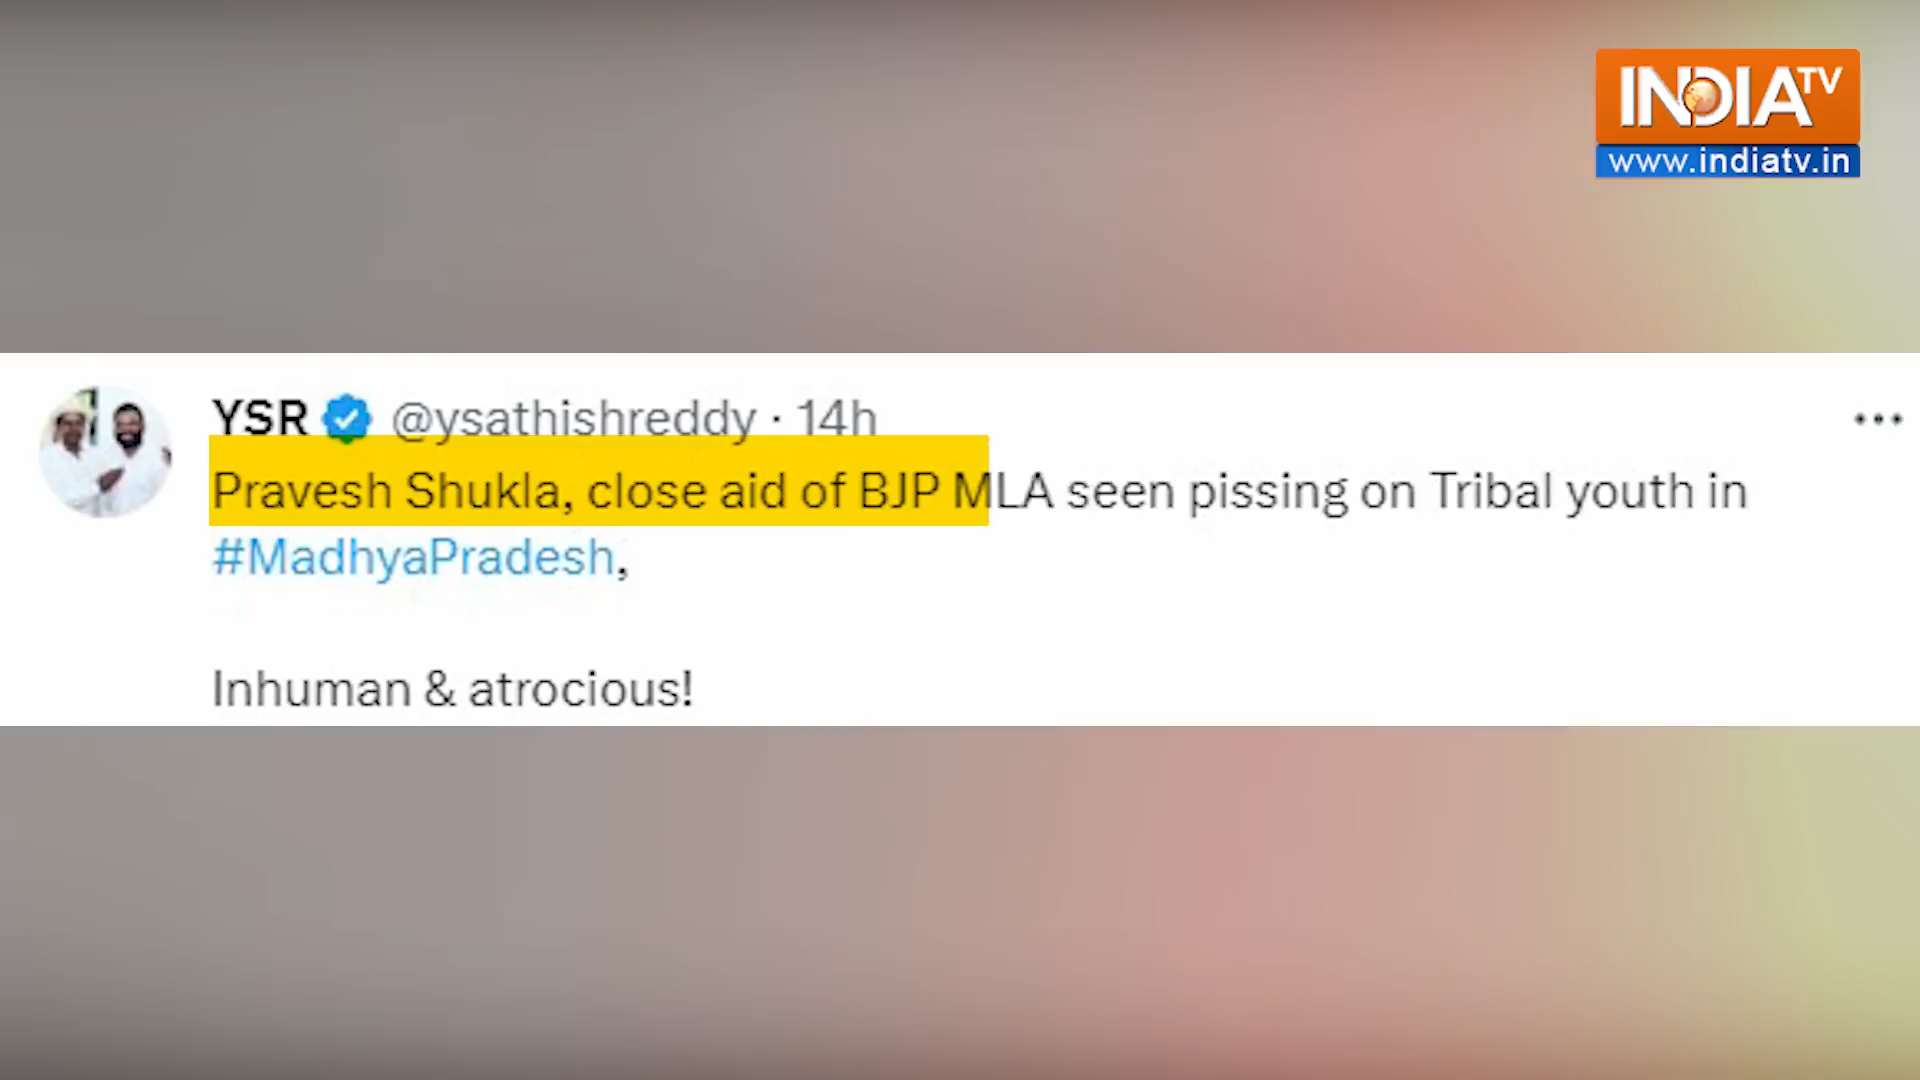 INDIA TV
www.indiatv.in
YSR @ysathishreddy · 14h
Pravesh Shukla, close aid of BJP MLA seen pissing on Tribal youth in
#MadhyaPradesh,
Inhuman & atrocious!